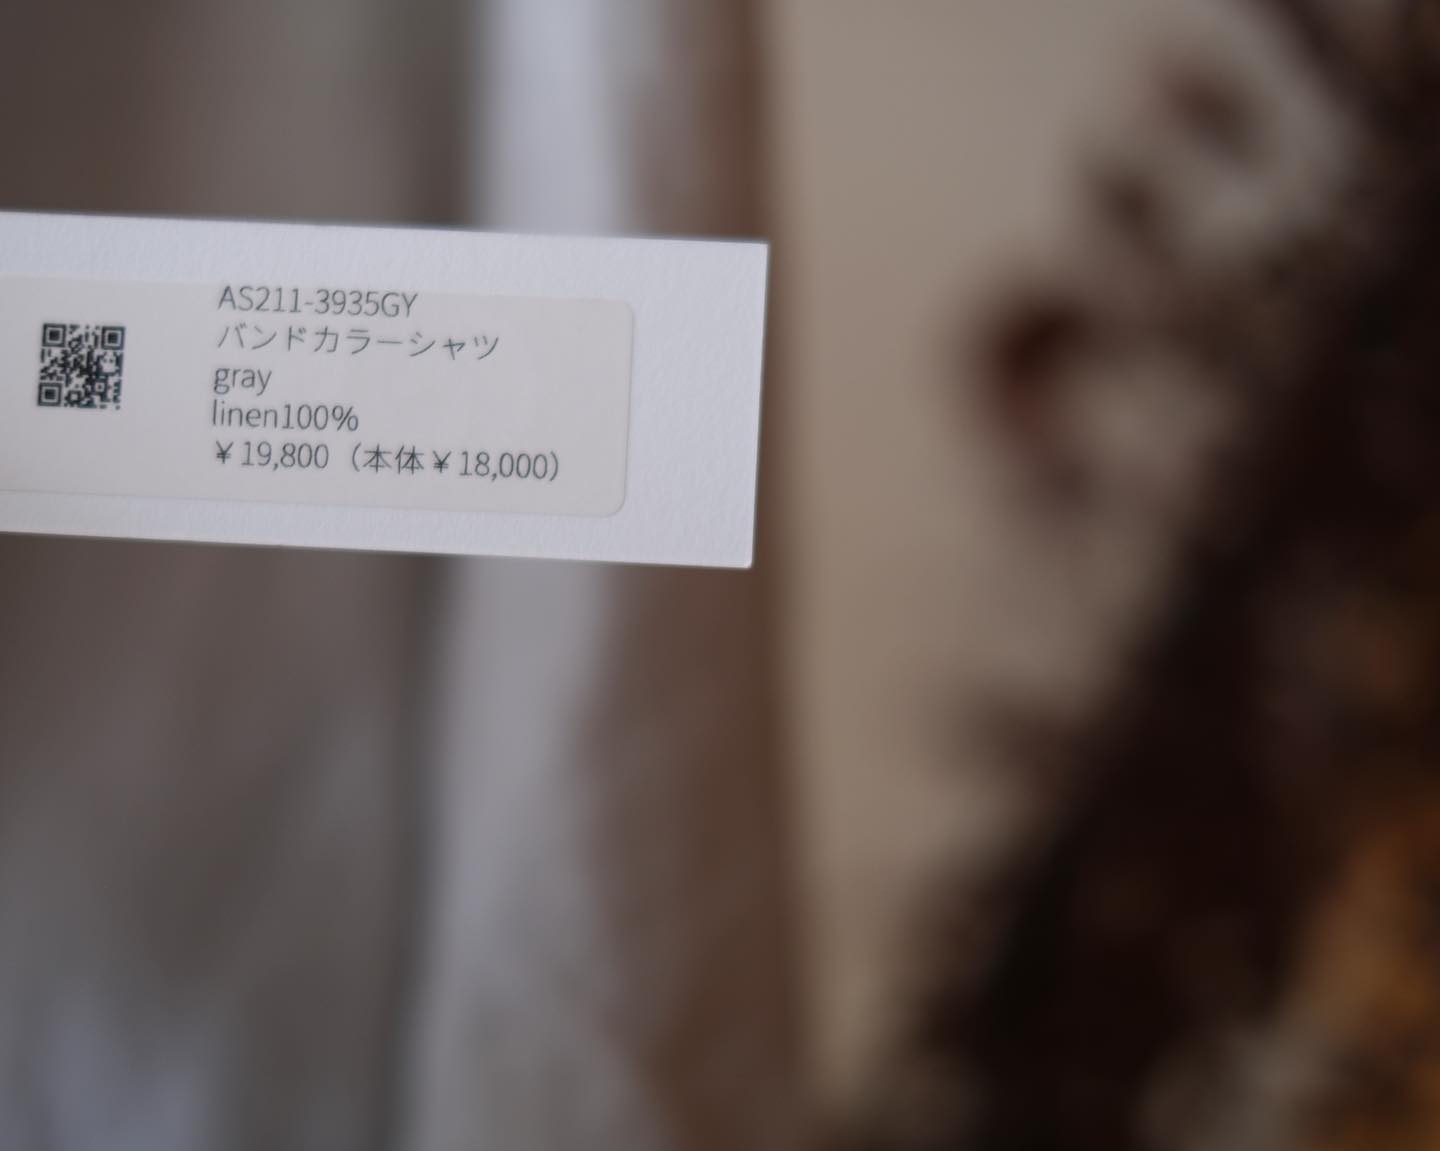 AS211-3935GY
バンドカラーシャツ
gray
linen100%
¥19,800（本体¥18,000）